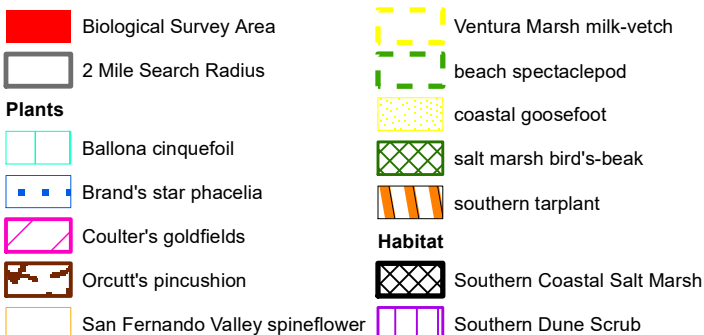 Biological Survey Area
2 Mile Search Radius
Plants
Ballona cinquefoil
Brand's star phacelia
Coulter's goldfields
Orcutt's pincushion
San Fernando Valley spineflower
Ventura Marsh milk-vetch
beach spectaclepod
coastal goosefoot
salt marsh bird's-beak
southern tarplant
Habitat
Southern Coastal Salt Marsh
Southern Dune Scrub